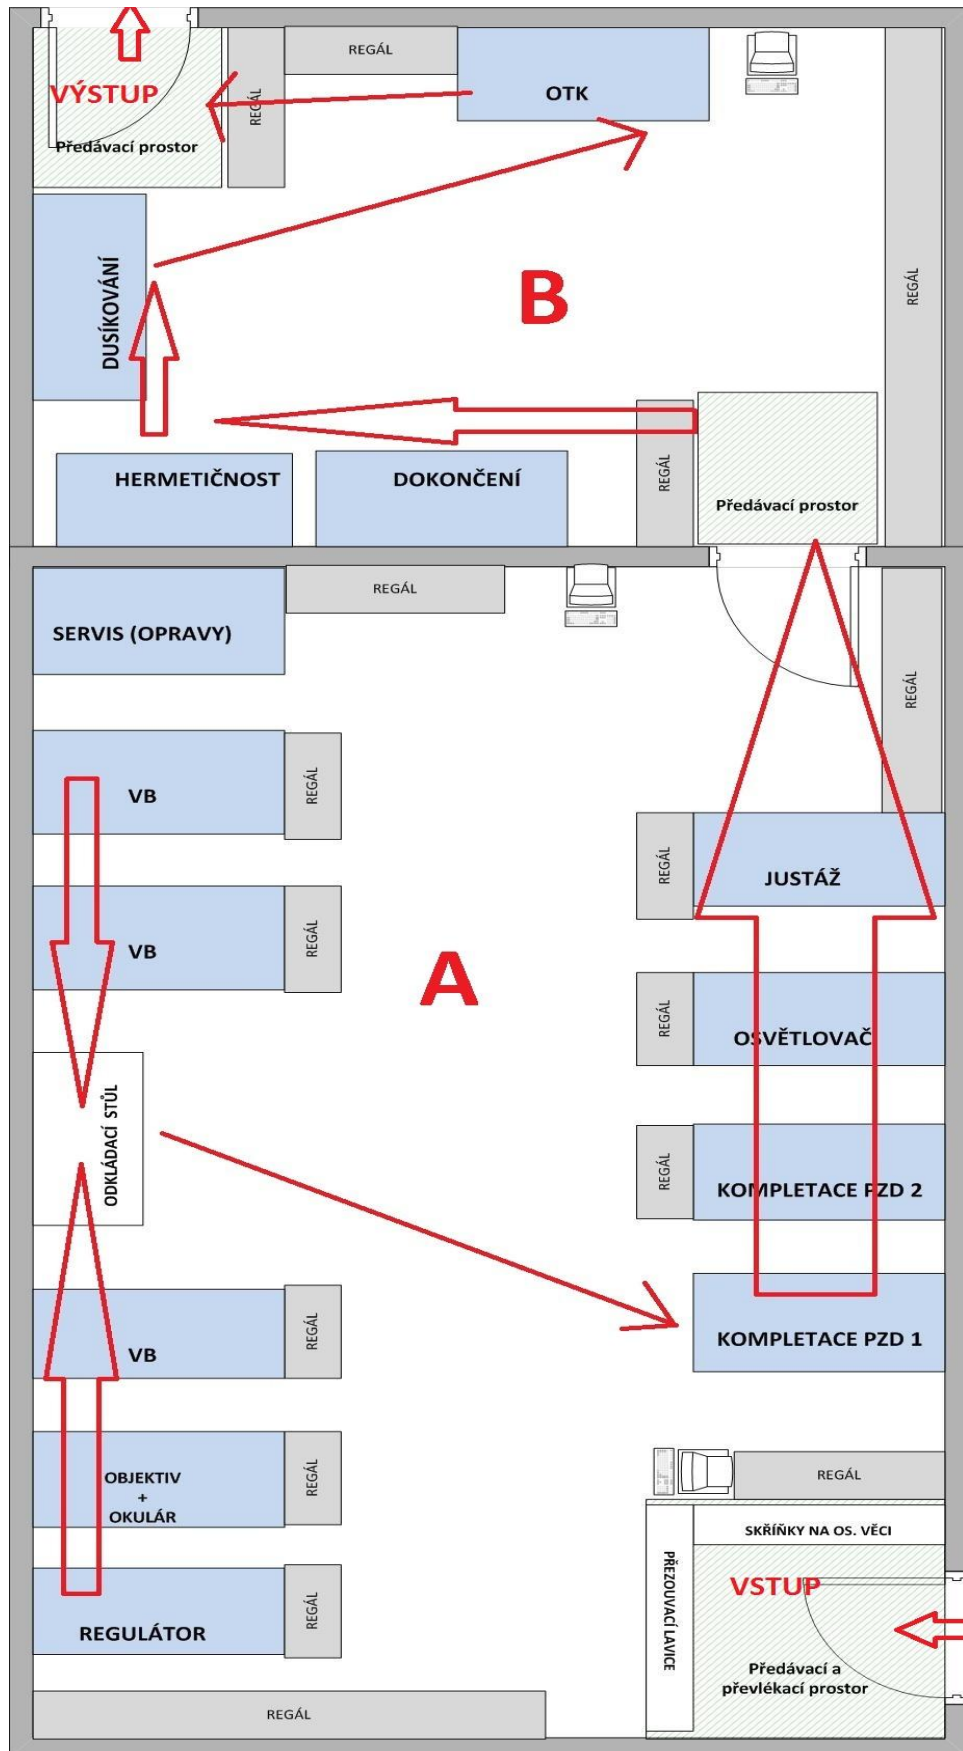 REGÁL
OTK
VÝSTUP
REGÁL
Předávací prostor
DUSÍKOVÁNÍ
B
REGÁL
HERMETIČNOST
DOKONČENÍ
REGÁL
Předávací prostor
REGÁL
SERVIS (OPRAVY)
REGÁL
VB
REGÁL
REGÁL
JUSTÁŽ
VB
REGÁL
A
REGÁL
OSVĚTLOVAČ
ODKLÁDACÍ STŮL
REGÁL
KOMPLETACE PZD 2
VB
REGÁL
KOMPLETACE PZD 1
OBJEKTIV
+
OKULÁR
REGÁL
REGÁL
SKŘÍŇKY NA OS. VĚCI
PŘEZOUVACÍ LAVICE
VSTUP
REGULÁTOR
REGÁL
Předávací a
převlékací prostor
REGÁL